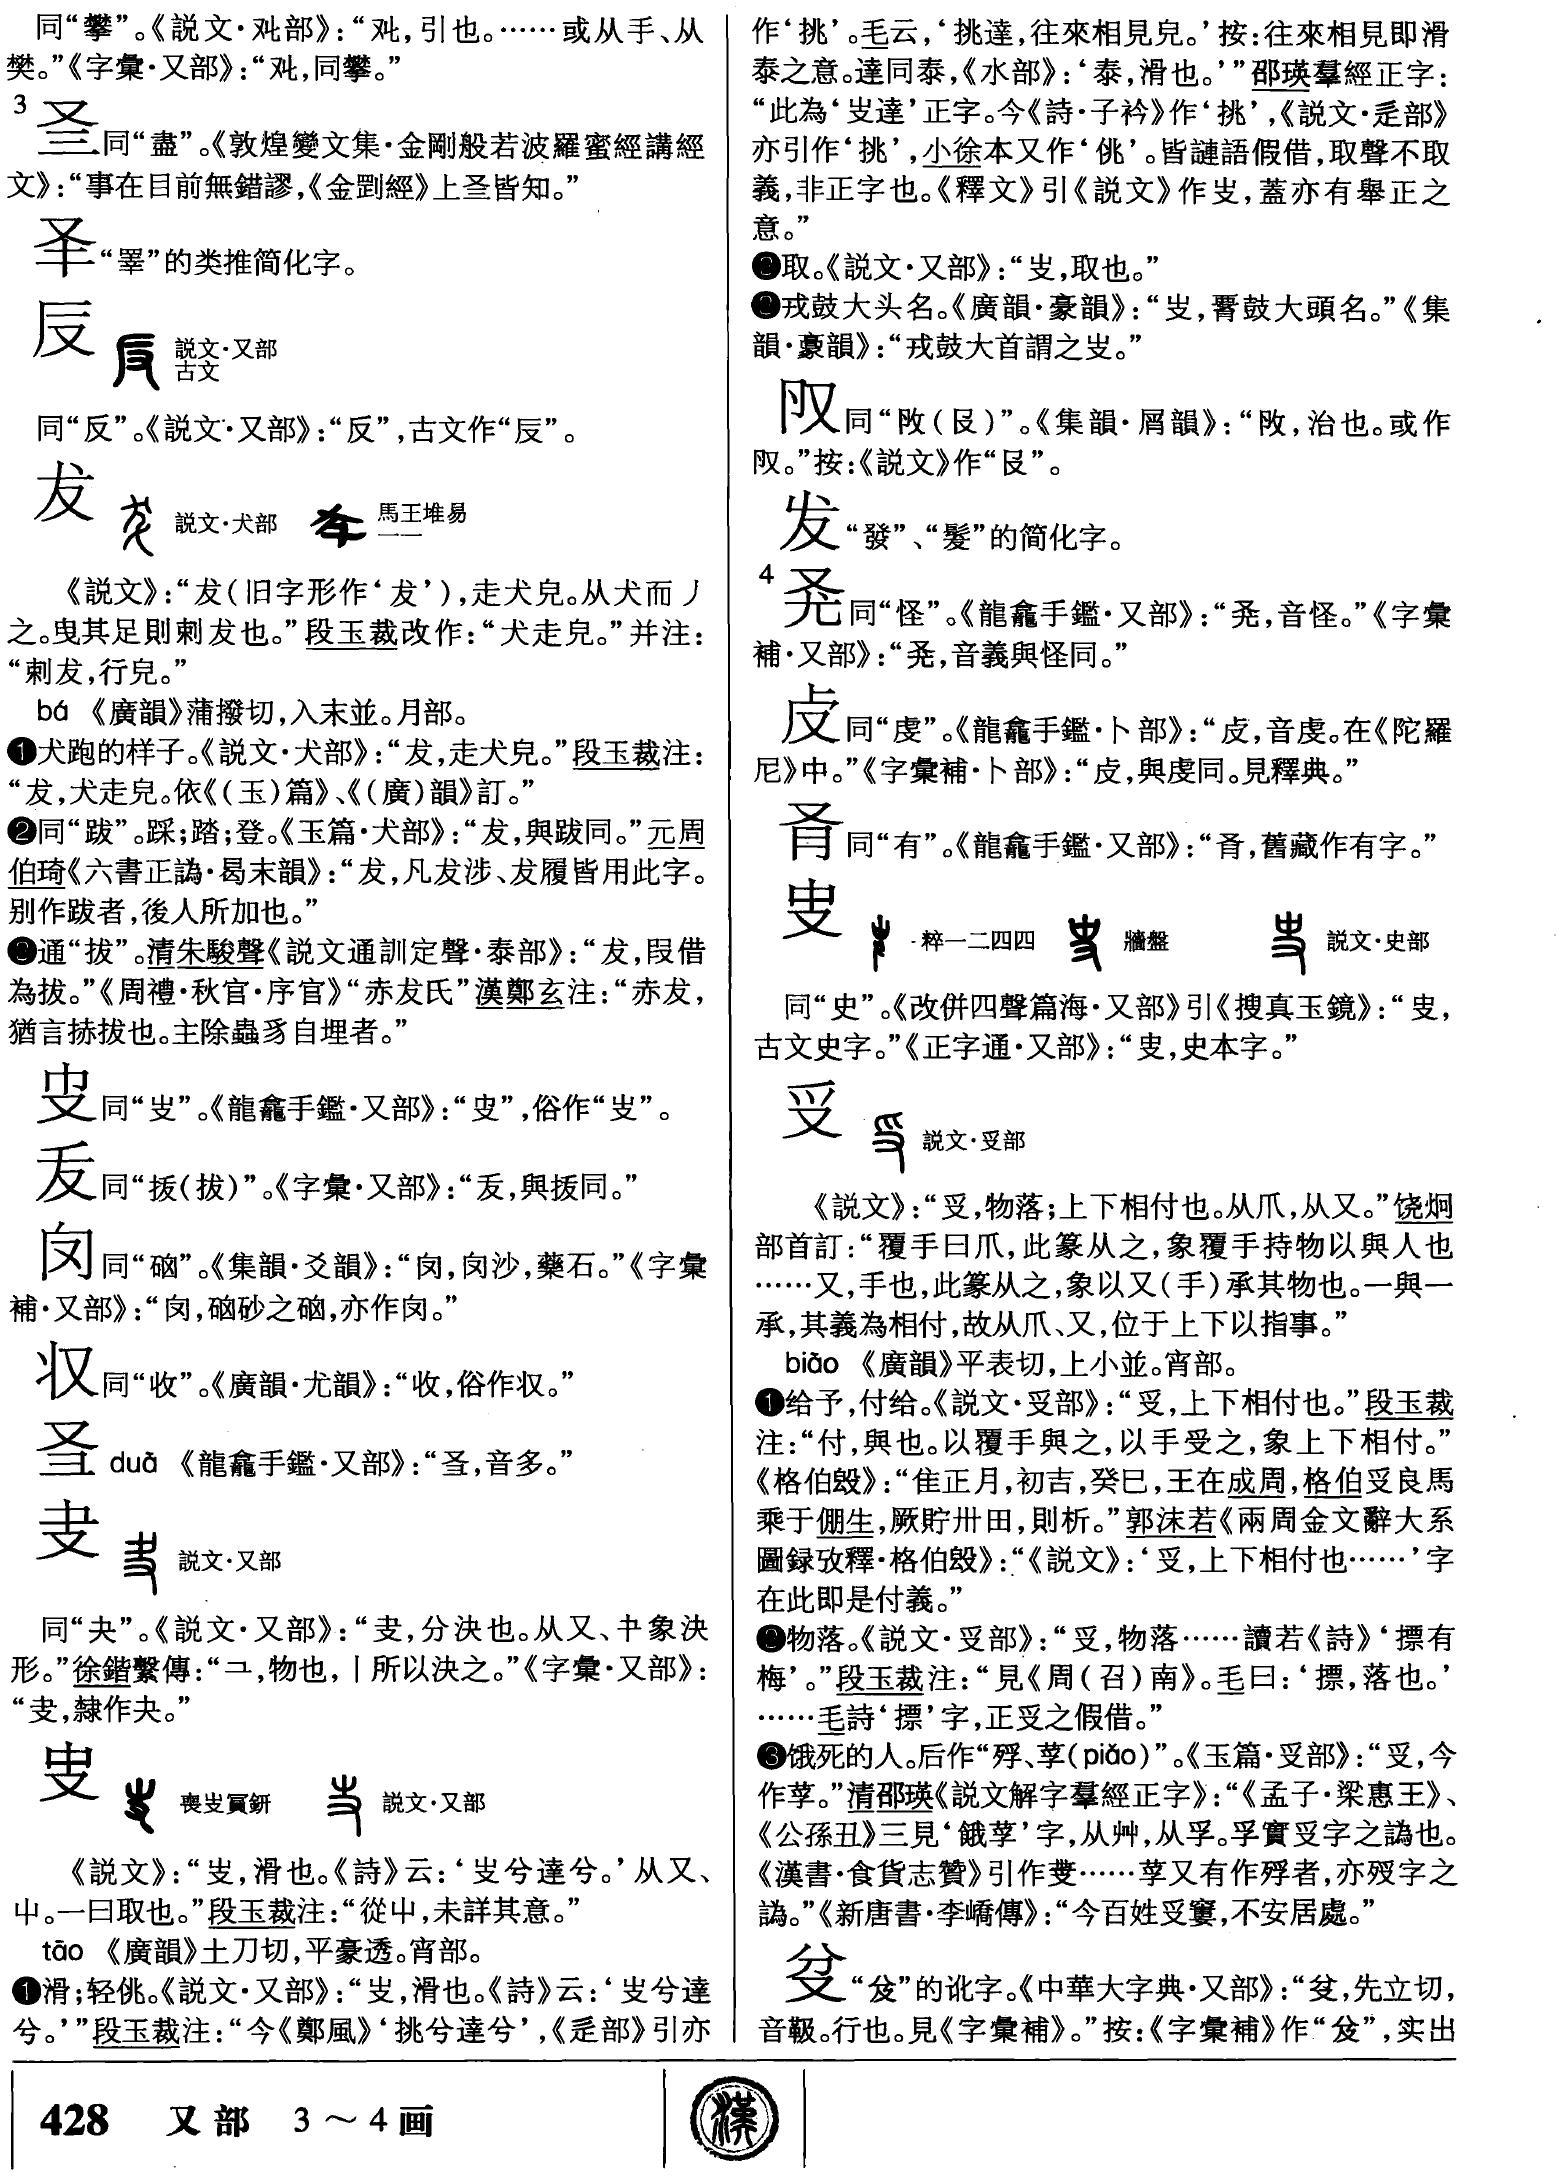 同“攀”。《説文·𠬜部》：“𠬜，引也。……或从手、从
樊。”《字彙·又部》：“𠬜，同攀。”
3
同“盡”。《敦煌變文集·金剛般若波羅蜜經講經
文》：“事在目前無錯謬，《金剛經》上皆知。”
“睪”的类推简化字。
𠬡
説文·又部
古文
同“反”。《説文·又部》：“反”，古文作“𠬡”。
犮
説文·犬部
馬王堆易
一一
《説文》：“犮（旧字形作‘犮’），走犬皃。从犬而丿
之。曳其足則剌犮也。”段玉裁改作：“犬走皃。”并注：
“剌犮，行皃。”
bá 《廣韻》蒲撥切，入末並。月部。
❶犬跑的样子。《説文·犬部》：“犮，走犬皃。”段玉裁注：
“犮，犬走皃。依《（玉）篇》、《（廣）韻》訂。”
❷同“跋”。踩；踏；登。《玉篇·犬部》：“犮，與跋同。”元周
伯琦《六書正譌·曷末韻》：“犮，凡犮涉、犮履皆用此字。
别作跋者，後人所加也。”
❸通“拔”。清朱駿聲《説文通訓定聲·泰部》：“犮，叚借
為拔。”《周禮·秋官·序官》“赤犮氏”漢鄭玄注：“赤犮，
猶言捇拔也。主除蟲豸自埋者。”
同“𠬢”。《龍龕手鑑·又部》：“”，俗作“𠬢”。
同“扳（拔）”。《字彙·又部》：“，與同。”
同“硇”。《集韻·爻韻》：“，沙，藥石。”《字彙
補·又部》：“，硇砂之硇，亦作。”
収
同“收”。《廣韻·尤韻》：“收，俗作収。”
duǎ 《龍龕手鑑·又部》：“，音多。”
叏
説文·又部
同“夬”。《説文·又部》：“叏，分決也。从又、象決
形。”徐鍇繫傳：“，物也，丨所以決之。”《字彙·又部》：
“叏，隸作夬。”
𠬢
喪𠬢實鈃
説文·又部
《説文》：“𠬢，滑也。《詩》云：‘𠬢兮達兮。’从又、
屮。一曰取也。”段玉裁注：“從屮，未詳其意。”
tāo 《廣韻》土刀切，平豪透。宵部。
❶滑；轻佻。《説文·又部》：“𠬢，滑也。《詩》云：‘𠬢兮達
兮。’”段玉裁注：“今《鄭風》‘挑兮達兮’，《辵部》引亦
作‘挑’。毛云，‘挑達，往來相見皃。’按：往來相見即滑
泰之意。達同泰，《水部》：‘泰，滑也。’”邵瑛羣經正字：
“此為‘𠬢達’正字。今《詩·子衿》作‘挑’，《説文·辵部》
亦引作‘挑’，小徐本又作‘佻’。皆謰語假借，取聲不取
義，非正字也。《釋文》引《説文》作𠬢，蓋亦有舉正之
意。”
❷取。《説文·又部》：“𠬢，取也。”
❸戎鼓大头名。《廣韻·豪韻》：“𠬢，鼓大頭名。”《集
韻·豪韻》：“戎鼓大首謂之𠬢。”
同“（𠬝）”。《集韻·屑韻》：“，治也。或作
。”按：《説文》作“𠬝”。
发
“發”、“髮”的简化字。
4
同“怪”。《龍龕手鑑·又部》：“，音怪。”《字彙
補·又部》：“，音義與怪同。”
同“虔”。《龍龕手鑑·卜部》：“，音虔。在《陀羅
尼》中。”《字彙補·卜部》：“，與虔同。見釋典。”
同“有”。《龍龕手鑑·又部》：“，舊藏作有字。”
粹一二四四
牆盤
説文·史部
同“史”。《改併四聲篇海·又部》引《搜真玉鏡》：“，
古文史字。”《正字通·又部》：“，史本字。”
𠬪
説文·𠬪部
《説文》：“𠬪，物落；上下相付也。从爪，从又。”饶炯
部首訂：“覆手曰爪，此篆从之，象覆手持物以與人也
……又，手也，此篆从之，象以又（手）承其物也。一與一
承，其義為相付，故从爪、又，位于上下以指事。”
biào 《廣韻》平表切，上小並。宵部。
❶给予，付给。《説文·𠬪部》：“𠬪，上下相付也。”段玉裁
注：“付，與也。以覆手與之，以手受之，象上下相付。”
《格伯𣪘》：“隹正月，初吉，癸巳，王在成周，格伯𠬪良馬
乘于倗生，厥貯卅田，則析。”郭沫若《兩周金文辭大系
圖録攷釋·格伯𣪘》：“《説文》：‘𠬪，上下相付也……’字
在此即是付義。”
❷物落。《説文·𠬪部》：“𠬪，物落……讀若《詩》‘摽有
梅’。”段玉裁注：“見《周（召）南》。毛曰：‘摽，落也。’
……毛詩‘摽’字，正𠬪之假借。”
❸饿死的人。后作“殍、莩（piǎo）”。《玉篇·𠬪部》：“𠬪，今
作莩。”清邵瑛《説文解字羣經正字》：“《孟子·梁惠王》、
《公孫丑》三見‘餓莩’字，从艸，从孚。孚實𠬪字之譌也。
《漢書·食貨志贊》引作……莩又有作殍者，亦字之
譌。”《新唐書·李嶠傳》：“今百姓𠬪窶，不安居處。”
“”的讹字。《中華大字典·又部》：“，先立切，
音靸。行也。見《字彙補》。”按：《字彙補》作“”，实出
428 又部 3～4画
漢